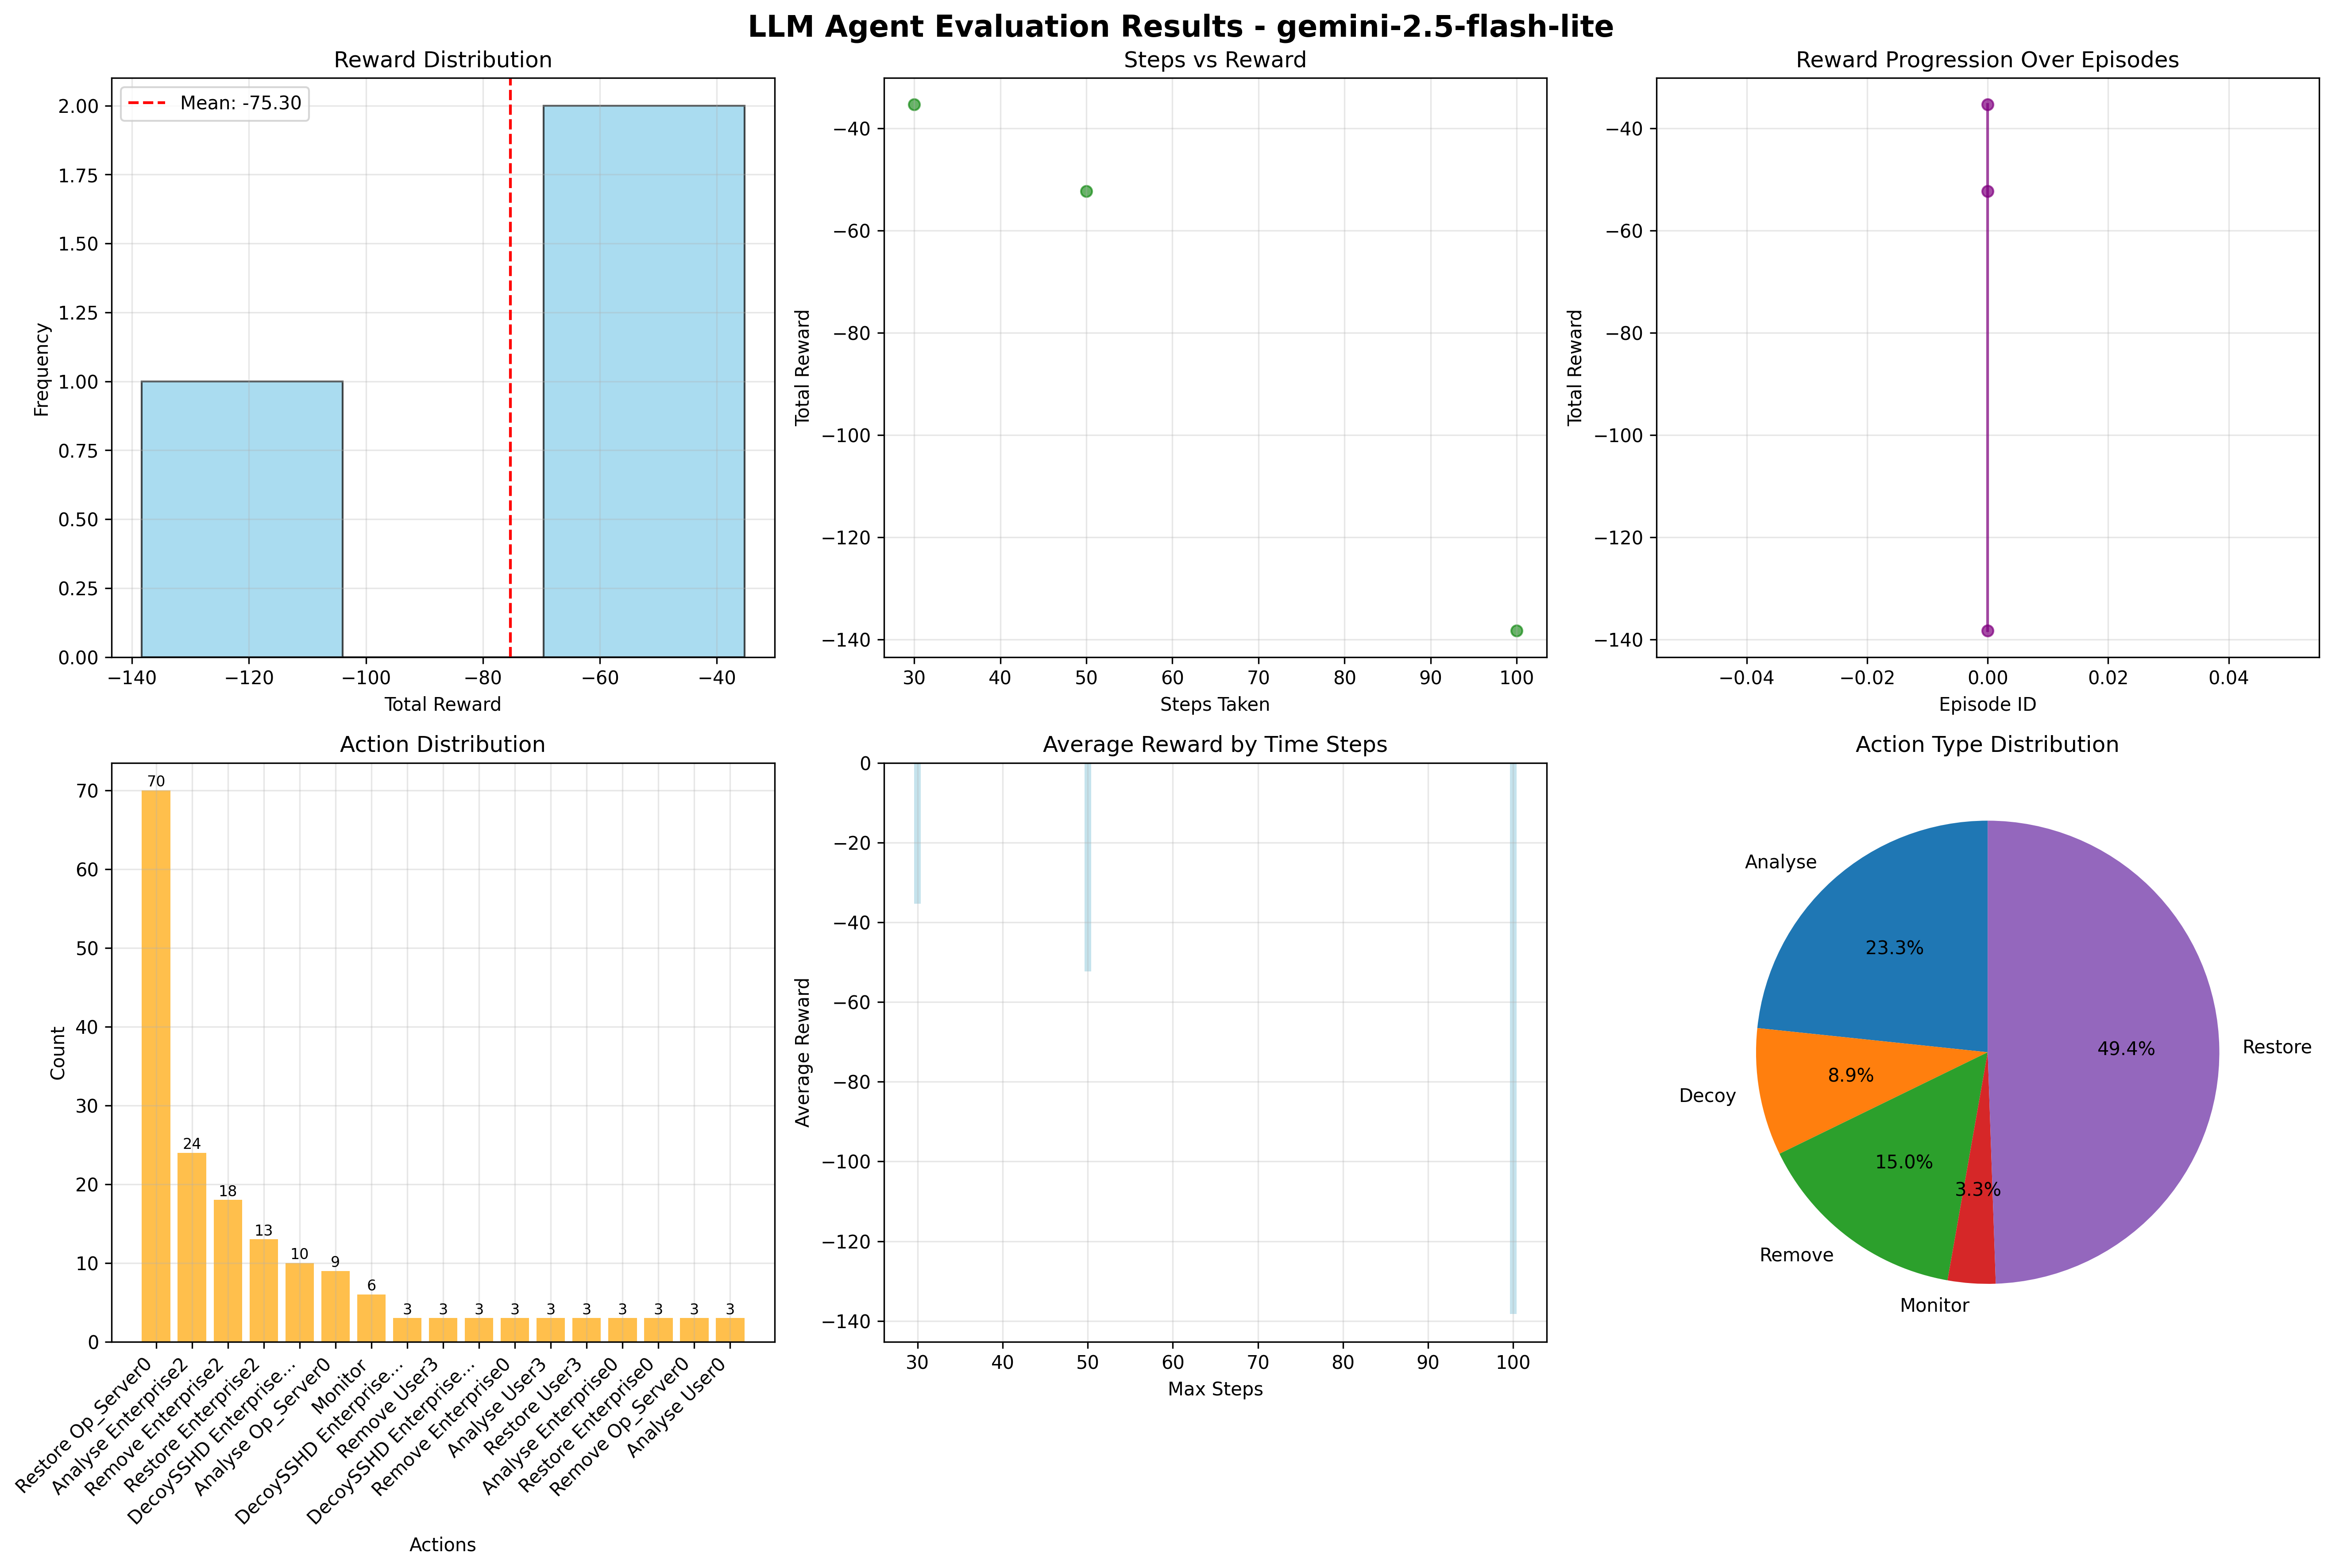 LLM Agent Evaluation Results - gemini-2.5-flash-lite
Reward Distribution
Mean: -75.30
2.00
1.75
1.50
1.25
1.00
0.75
0.50
0.25
0.00
Frequency
−140 −120 −100 −80 −60 −40
Total Reward
Steps vs Reward
−40
−60
−80
−100
−120
−140
Total Reward
30 40 50 60 70 80 90 100
Steps Taken
Reward Progression Over Episodes
−40
−60
−80
−100
−120
−140
Total Reward
−0.04 −0.02 0.00 0.02 0.04
Episode ID
Action Distribution
70
60
50
40
30
20
10
0
Count
70 24 18 13 10 9 6 3 3 3 3 3 3 3 3 3 3
Restore Op_Server0
Analyse Enterprise2
Remove Enterprise2
Restore Enterprise2
DecoySSHD Enterprise...
Analyse Op_Server0
Monitor
DecoySSHD Enterprise...
Remove User3
DecoySSHD Enterprise...
Remove Enterprise0
Analyse User3
Restore User3
Analyse Enterprise0
Restore Enterprise0
Remove Op_Server0
Analyse User0
Actions
Average Reward by Time Steps
0
−20
−40
−60
−80
−100
−120
−140
Average Reward
30 40 50 60 70 80 90 100
Max Steps
Action Type Distribution
Analyse
23.3%
Decoy
8.9%
Remove
15.0%
Monitor
3.3%
Restore
49.4%